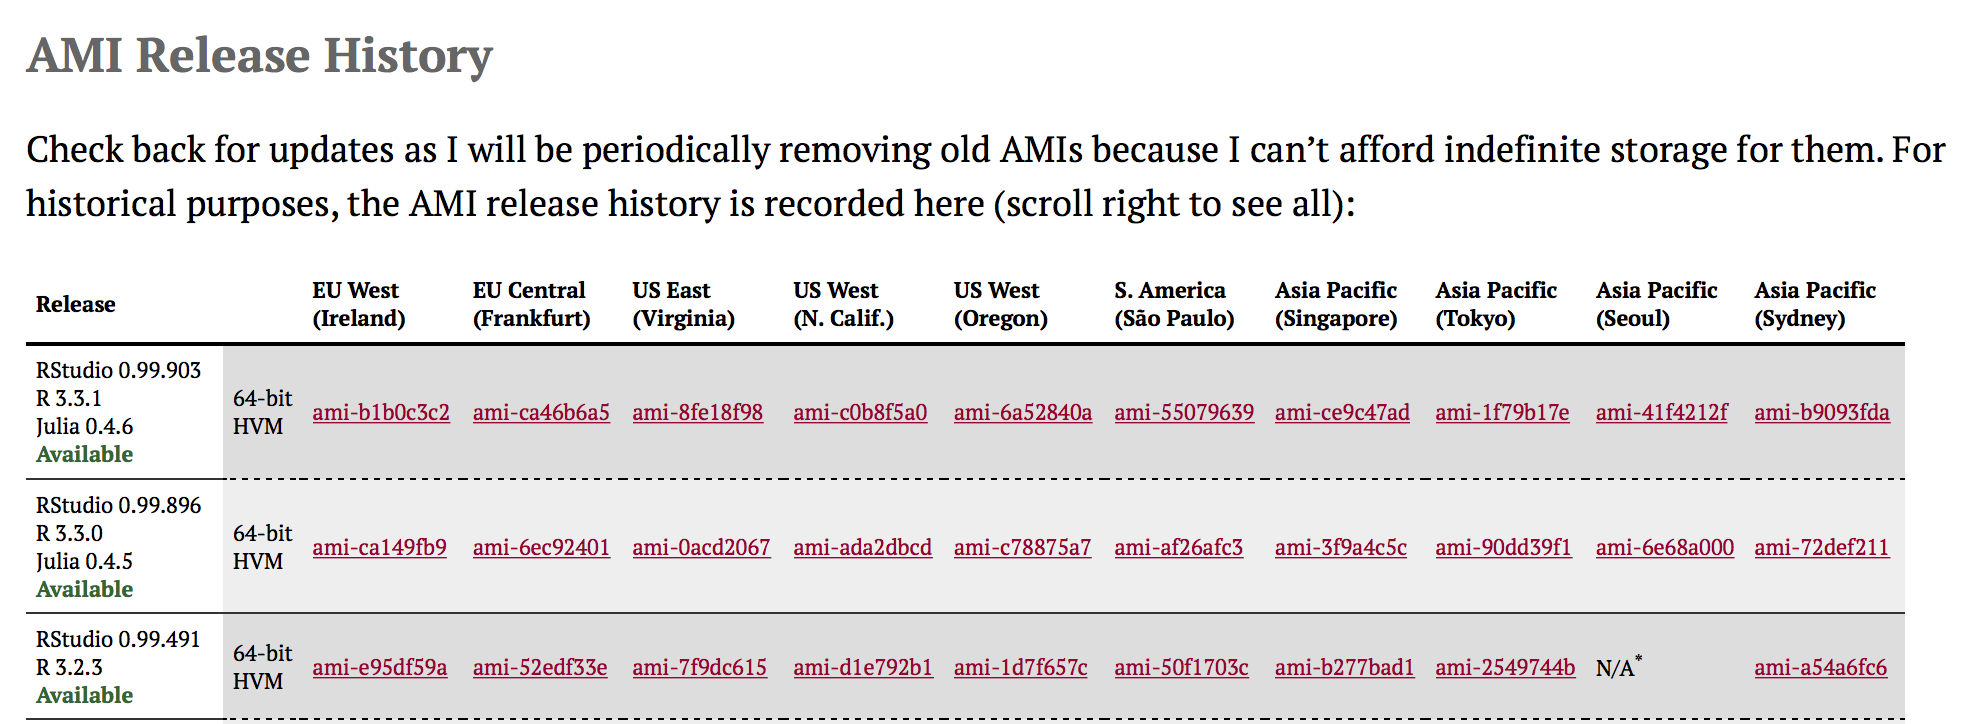 AMI Release History
Check back for updates as I will be periodically removing old AMIs because I can’t afford indefinite storage for them. For
historical purposes, the AMI release history is recorded here (scroll right to see all):
Release EU West (Ireland) EU Central (Frankfurt) US East (Virginia) US West (N. Calif.) US West (Oregon) S. America (São Paulo) Asia Pacific (Singapore) Asia Pacific (Tokyo) Asia Pacific (Seoul) Asia Pacific (Sydney)
RStudio 0.99.903
R 3.3.1
Julia 0.4.6
Available
64-bit
HVM
ami-b1b0c3c2 ami-ca46b6a5 ami-8fe18f98 ami-c0b8f5a0 ami-6a52840a ami-55079639 ami-ce9c47ad ami-1f79b17e ami-41f4212f ami-b9093fda
RStudio 0.99.896
R 3.3.0
Julia 0.4.5
Available
64-bit
HVM
ami-ca149fb9 ami-6ec92401 ami-0acd2067 ami-ada2dbcd ami-c78875a7 ami-af26afc3 ami-3f9a4c5c ami-90dd39f1 ami-6e68a000 ami-72def211
RStudio 0.99.491
R 3.2.3
Available
64-bit
HVM
ami-e95df59a ami-52edf33e ami-7f9dc615 ami-d1e792b1 ami-1d7f657c ami-50f1703c ami-b277bad1 ami-2549744b N/A* ami-a54a6fc6